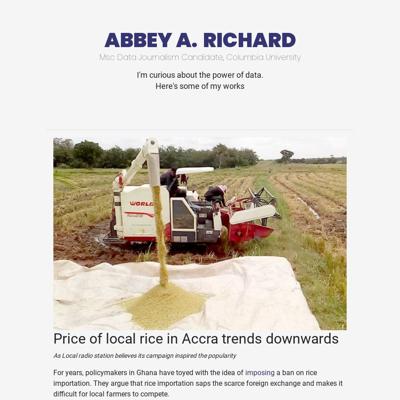 ABBEY A. RICHARD
Msc Data Journalism Candidate, Columbia University
I'm curious about the power of data.
Here's some of my works
WORLD
Price of local rice in Accra trends downwards
As Local radio station believes its campaign inspired the popularity
For years, policymakers in Ghana have toyed with the idea of imposing a ban on rice
importation. They argue that rice importation saps the scarce foreign exchange and makes it
difficult for local farmers to compete.